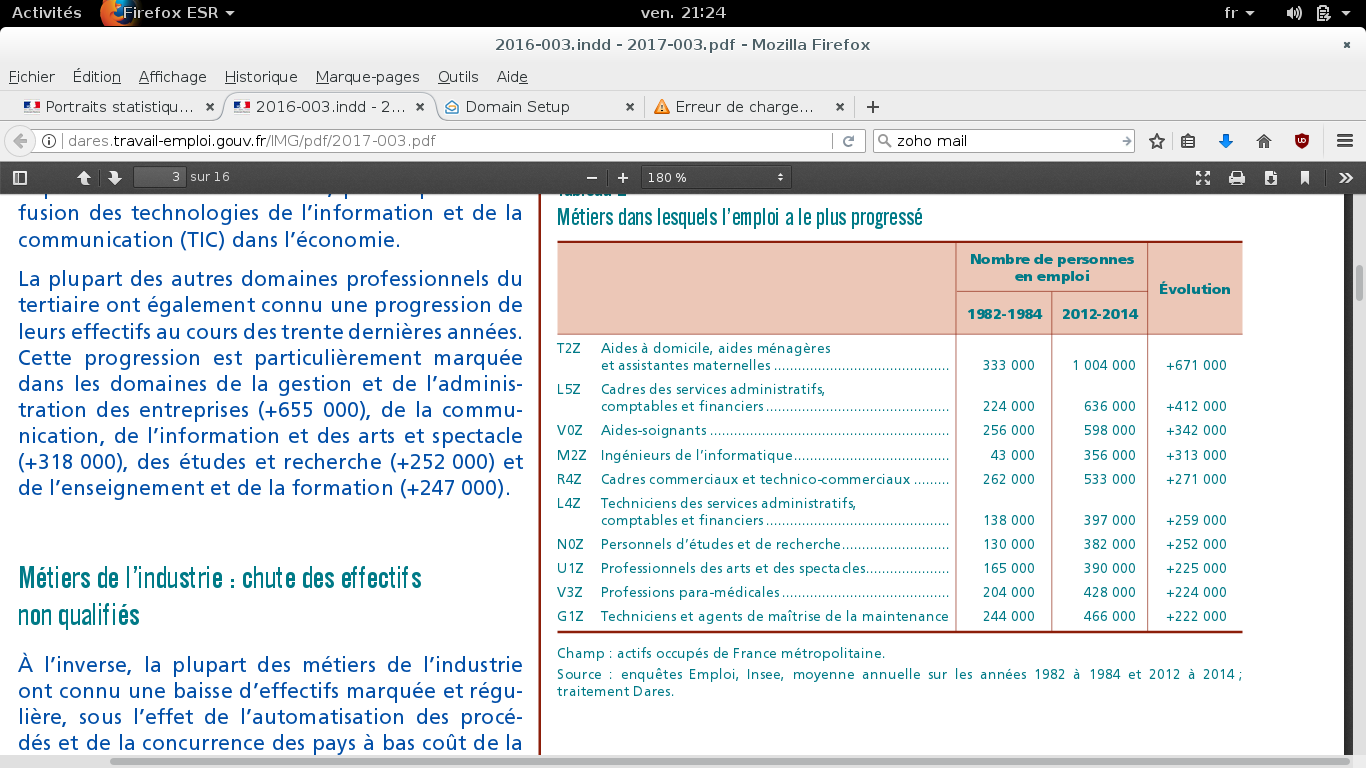 Activités Firefox ESR ven. 21:24 fr
2016-003.indd - 2017-003.pdf - Mozilla Firefox
Fichier Édition Affichage Historique Marque-pages Outils Aide
Portraits statistiqu... 2016-003.indd - 2... Domain Setup Erreur de charge...
dares.travail-emploi.gouv.fr/IMG/pdf/2017-003.pdf zoho mail
3 sur 16 180 %
fusion des technologies de l'information et de la
communication (TIC) dans l'économie.
La plupart des autres domaines professionnels du
tertiaire ont également connu une progression de
leurs effectifs au cours des trente dernières années.
Cette progression est particulièrement marquée
dans les domaines de la gestion et de l'adminis-
tration des entreprises (+655 000), de la commu-
nication, de l'information et des arts et spectacle
(+318 000), des études et recherche (+252 000) et
de l'enseignement et de la formation (+247 000).
Métiers de l'industrie : chute des effectifs
non qualifiés
À l'inverse, la plupart des métiers de l'industrie
ont connu une baisse d'effectifs marquée et régu-
lière, sous l'effet de l'automatisation des procé-
dés et de la concurrence des pays à bas coût de la
Métiers dans lesquels l'emploi a le plus progressé
Nombre de personnes
en emploi
Évolution
1982-1984 2012-2014
T2Z Aides à domicile, aides ménagères
et assistantes maternelles 333 000 1 004 000 +671 000
L5Z Cadres des services administratifs,
comptables et financiers 224 000 636 000 +412 000
V0Z Aides-soignants 256 000 598 000 +342 000
M2Z Ingénieurs de l'informatique 43 000 356 000 +313 000
R4Z Cadres commerciaux et technico-commerciaux 262 000 533 000 +271 000
L4Z Techniciens des services administratifs,
comptables et financiers 138 000 397 000 +259 000
N0Z Personnels d'études et de recherche 130 000 382 000 +252 000
U1Z Professionnels des arts et des spectacles 165 000 390 000 +225 000
V3Z Professions para-médicales 204 000 428 000 +224 000
G1Z Techniciens et agents de maîtrise de la maintenance 244 000 466 000 +222 000
Champ : actifs occupés de France métropolitaine.
Source : enquêtes Emploi, Insee, moyenne annuelle sur les années 1982 à 1984 et 2012 à 2014 ;
traitement Dares.